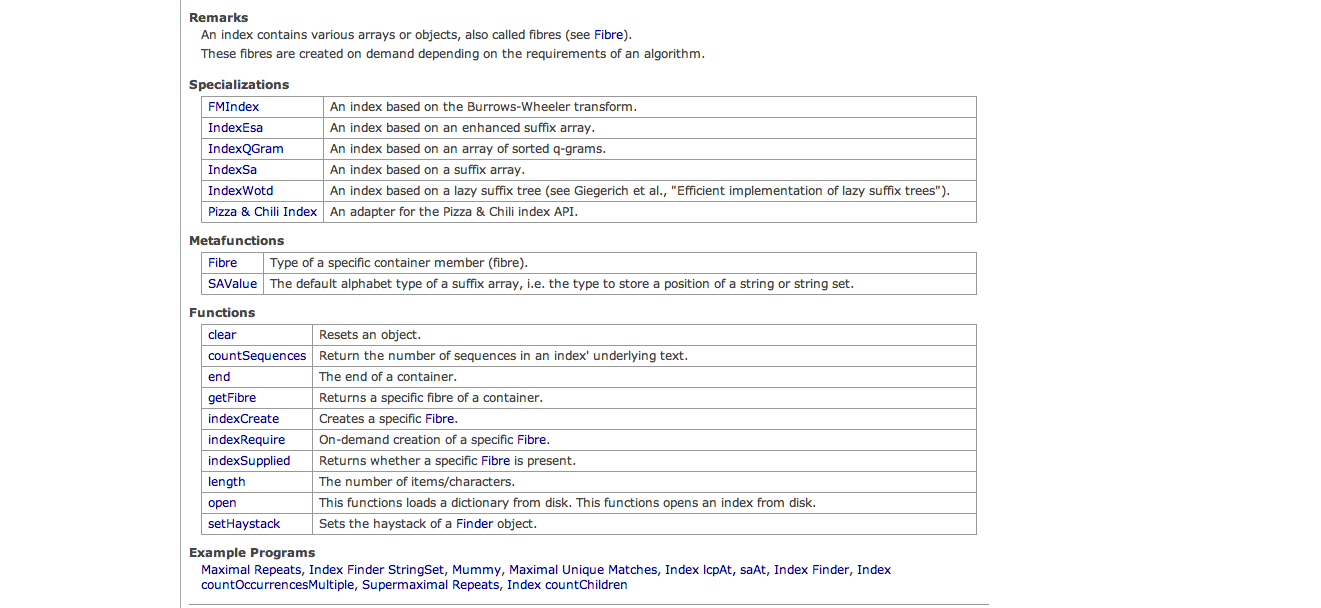 Remarks
An index contains various arrays or objects, also called fibres (see Fibre).
These fibres are created on demand depending on the requirements of an algorithm.
Specializations
FMIndex An index based on the Burrows-Wheeler transform.
IndexEsa An index based on an enhanced suffix array.
IndexQGram An index based on an array of sorted q-grams.
IndexSa An index based on a suffix array.
IndexWotd An index based on a lazy suffix tree (see Giegerich et al., "Efficient implementation of lazy suffix trees").
Pizza & Chili Index An adapter for the Pizza & Chili index API.
Metafunctions
Fibre Type of a specific container member (fibre).
SAValue The default alphabet type of a suffix array, i.e. the type to store a position of a string or string set.
Functions
clear Resets an object.
countSequences Return the number of sequences in an index' underlying text.
end The end of a container.
getFibre Returns a specific fibre of a container.
indexCreate Creates a specific Fibre.
indexRequire On-demand creation of a specific Fibre.
indexSupplied Returns whether a specific Fibre is present.
length The number of items/characters.
open This functions loads a dictionary from disk. This functions opens an index from disk.
setHaystack Sets the haystack of a Finder object.
Example Programs
Maximal Repeats, Index Finder StringSet, Mummy, Maximal Unique Matches, Index lcpAt, saAt, Index Finder, Index
countOccurrencesMultiple, Supermaximal Repeats, Index countChildren